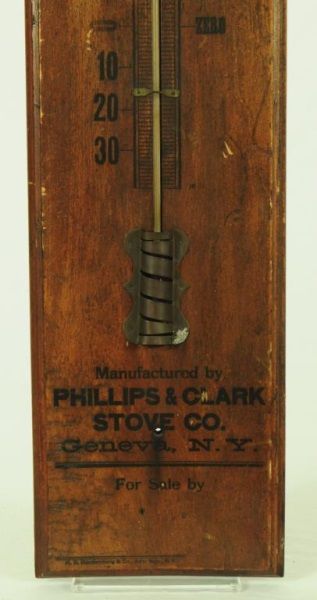 ZERO
10
20
30
Manufactured by
PHILLIPS & CLARK
STOVE CO.
Geneva, N.Y.
For Sale by